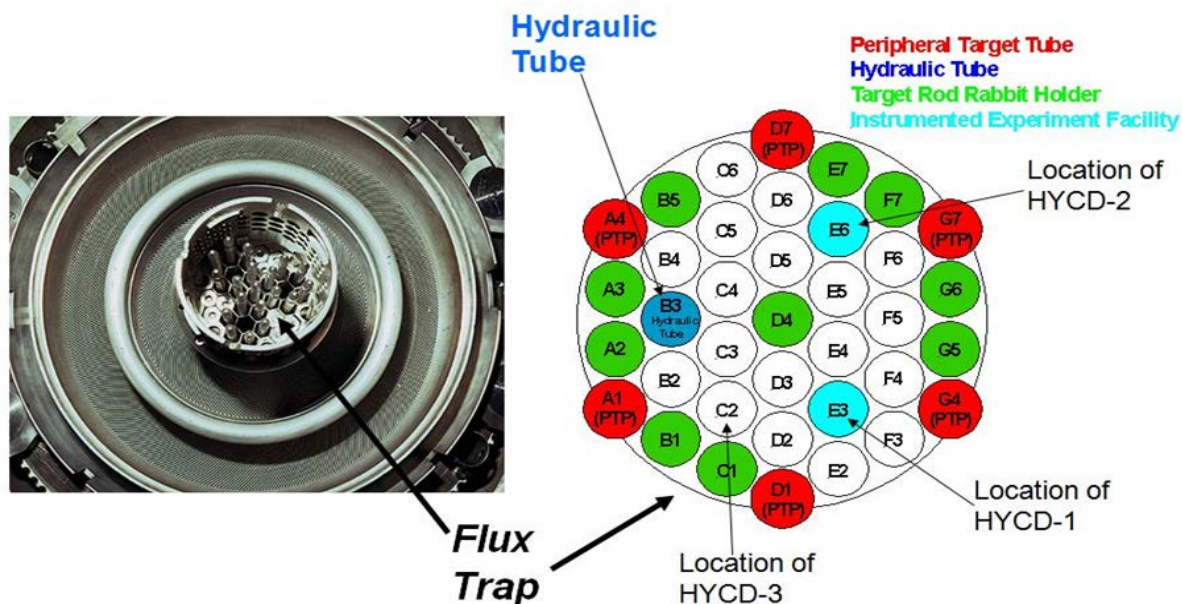 Hydraulic
Tube
Peripheral Target Tube
Hydraulic Tube
Target Rod Rabbit Holder
Instrumented Experiment Facility
D7
(PTP)
C6
E7
B5
D6
F7
A4
(PTP)
C5
E6
G7
(PTP)
B4
D5
F6
A3
C4
E5
G6
B3
Hydraulic
Tube
D4
F5
A2
C3
E4
G5
B2
D3
F4
A1
(PTP)
C2
E3
G4
(PTP)
B1
D2
F3
C1
E2
D1
(PTP)
Location of
HYCD-2
Location of
HYCD-1
Flux
Trap
Location of
HYCD-3